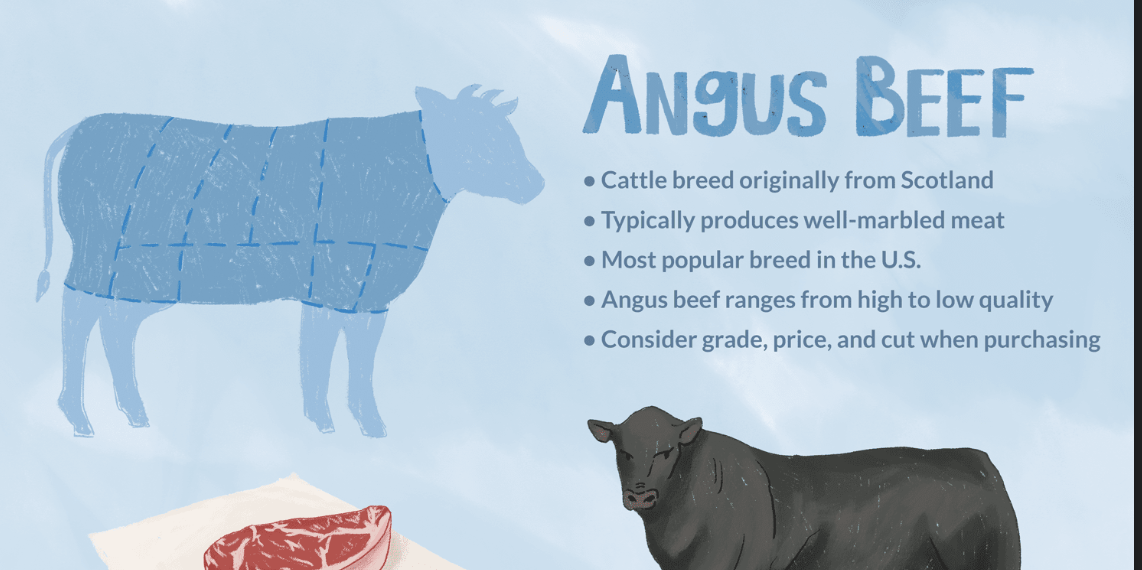 Angus Beef
• Cattle breed originally from Scotland
• Typically produces well-marbled meat
• Most popular breed in the U.S.
• Angus beef ranges from high to low quality
• Consider grade, price, and cut when purchasing